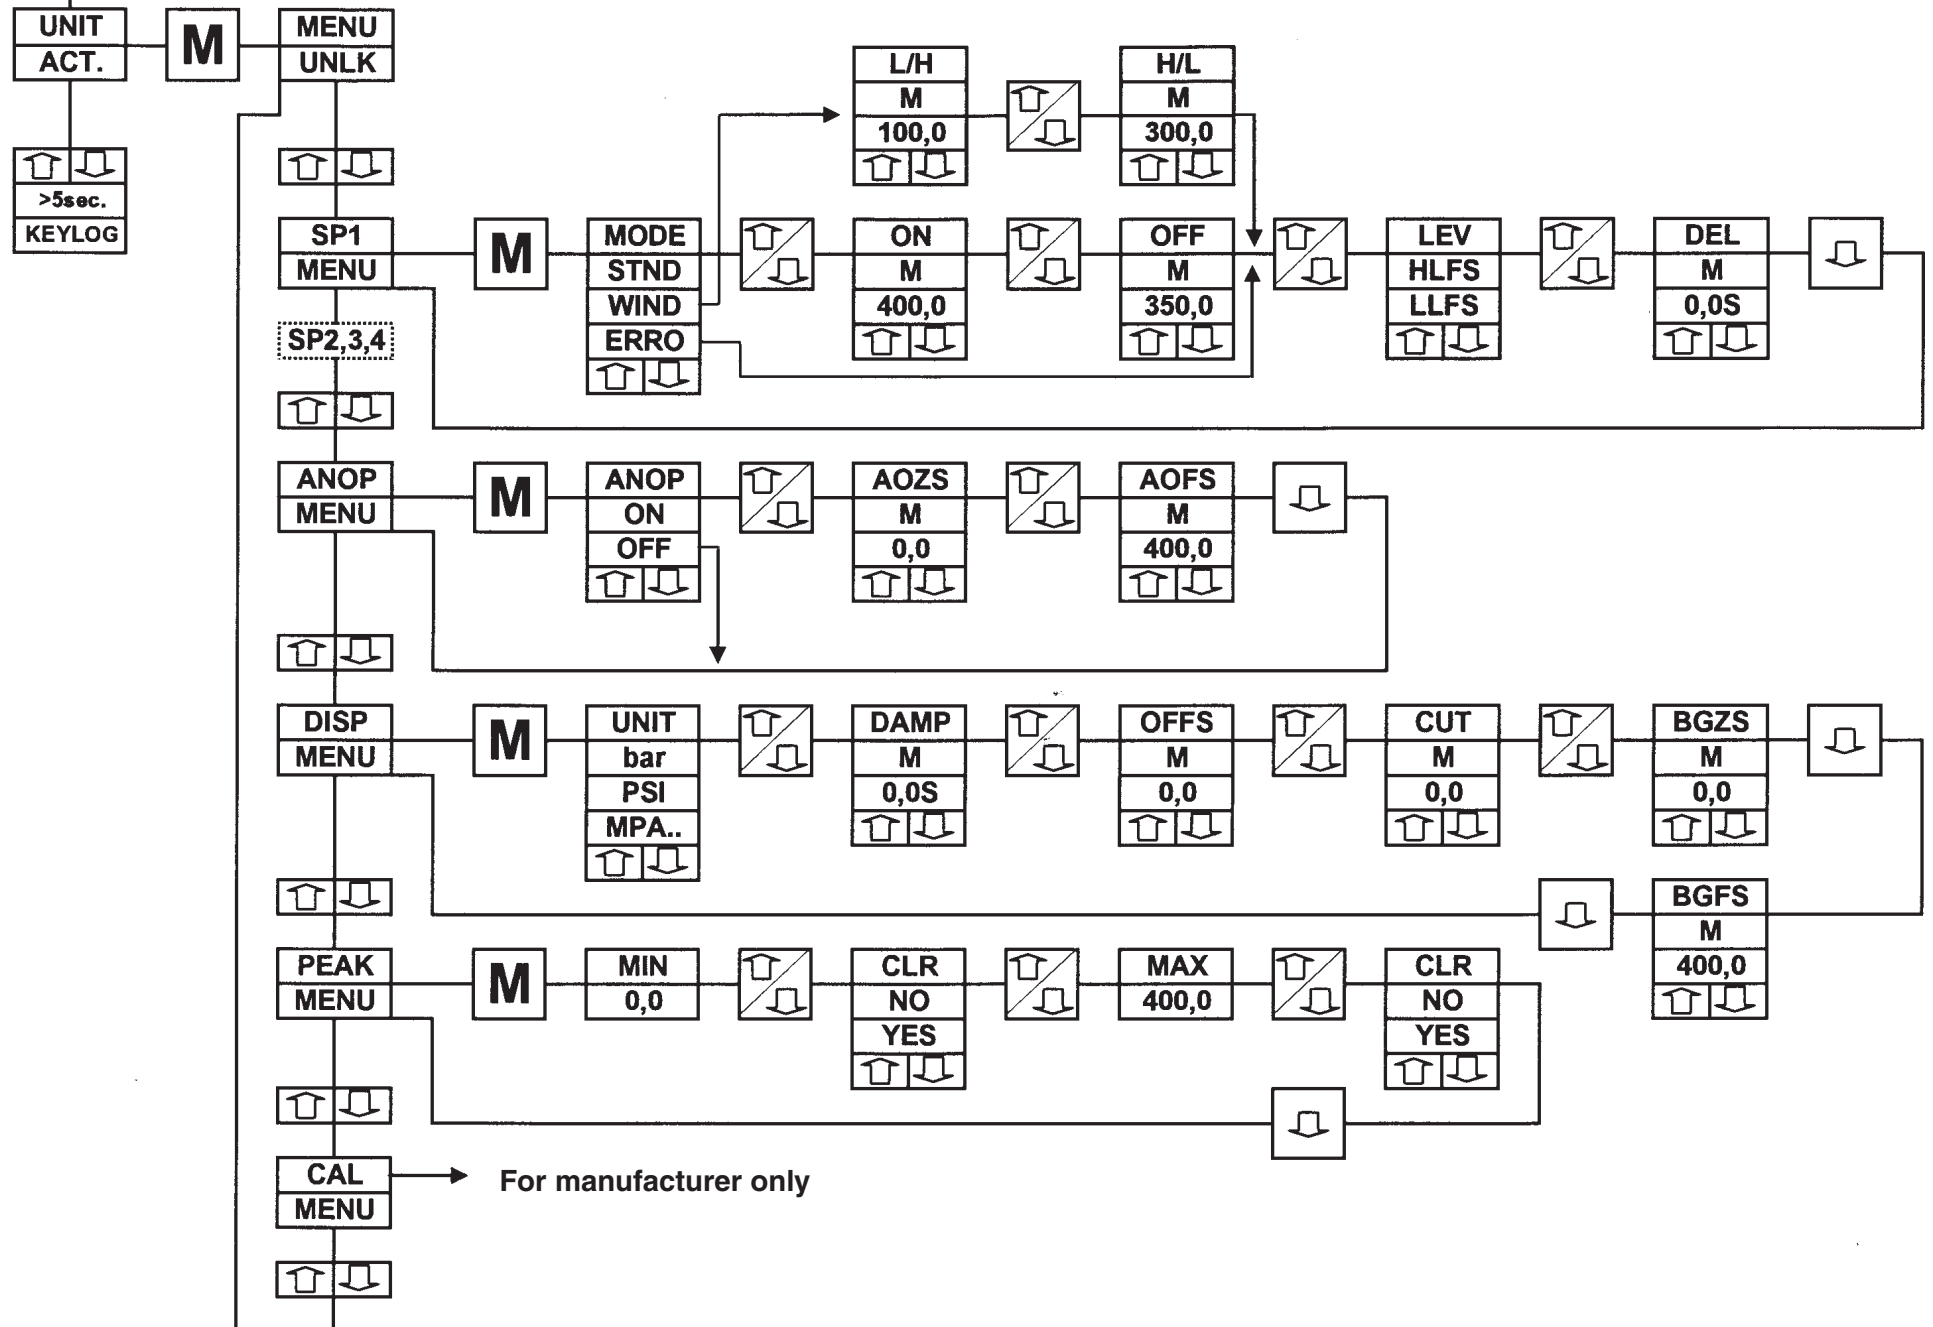 UNIT
ACT.
M
MENU
UNLK
>5sec.
KEYLOG
L/H
M
100,0
H/L
M
300,0
SP1
MENU
M
MODE
STND
WIND
ERRO
ON
M
400,0
OFF
M
350,0
LEV
HLFS
LLFS
DEL
M
0,0S
SP2,3,4
ANOP
MENU
M
ANOP
ON
OFF
AOZS
M
0,0
AOFS
M
400,0
DISP
MENU
M
UNIT
bar
PSI
MPA..
DAMP
M
0,0S
OFFS
M
0,0
CUT
M
0,0
BGZS
M
0,0
BGFS
M
400,0
PEAK
MENU
M
MIN
0,0
CLR
NO
YES
MAX
400,0
CLR
NO
YES
CAL
MENU
For manufacturer only